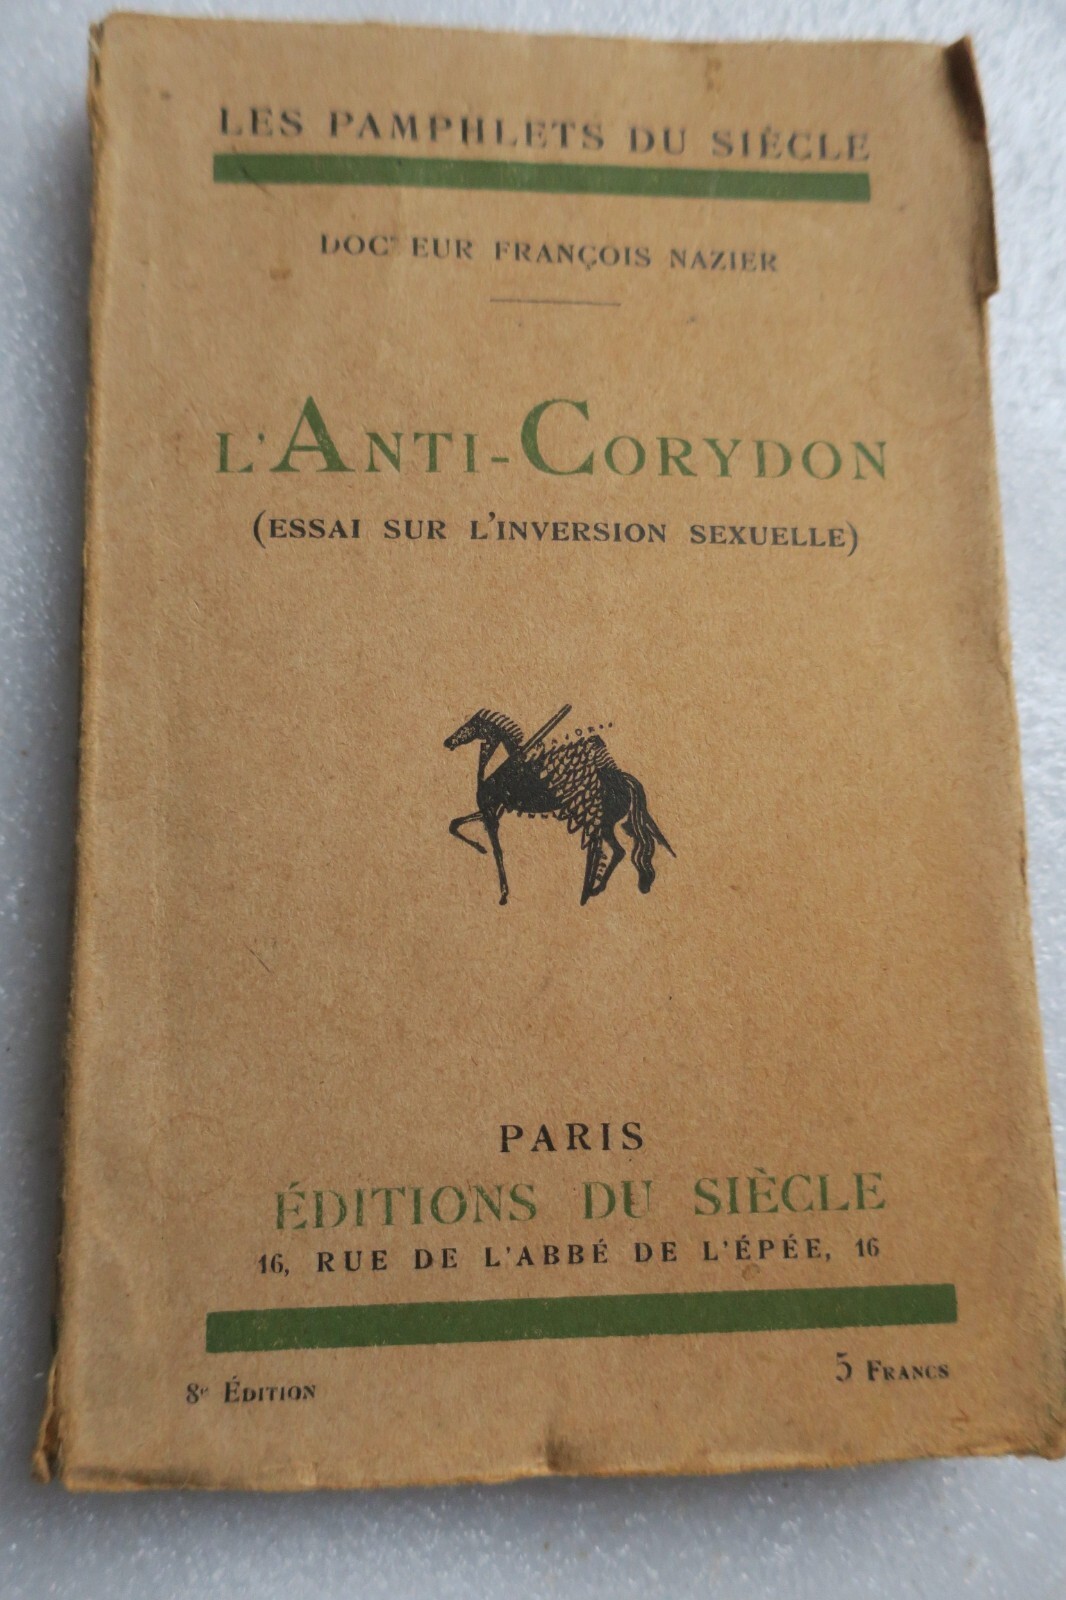 LES PAMPHLETS DU SIÈCLE
DOCTEUR FRANÇOIS NAZIER
L'ANTI-CORYDON
(ESSAI SUR L'INVERSION SEXUELLE)
PARIS
ÉDITIONS DU SIÈCLE
16, RUE DE L'ABBÉ DE L'ÉPÉE, 16
8e ÉDITION
5 FRANCS